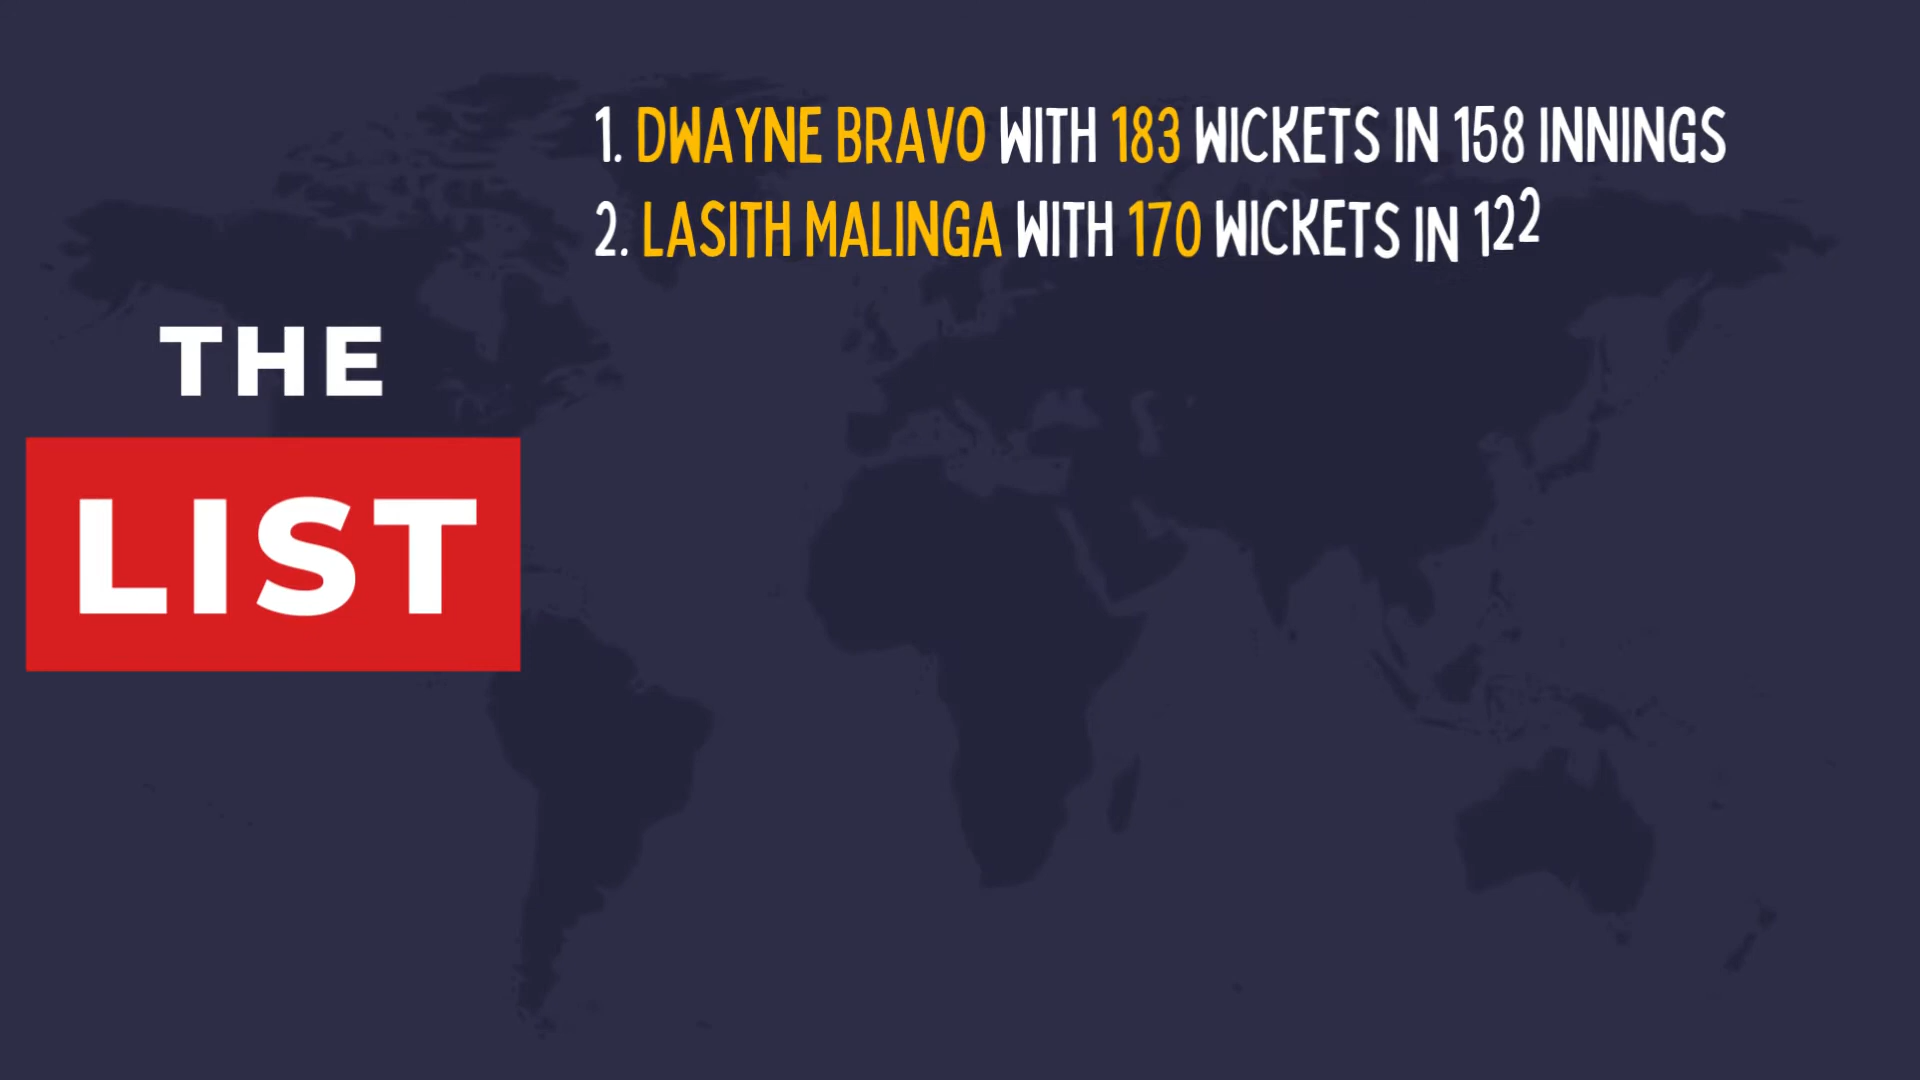 1. DWAYNE BRAVO WITH 183 WICKETS IN 158 INNINGS
2. LASITH MALINGA WITH 170 WICKETS IN 122
THE
LIST